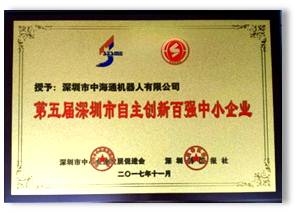 授予：深圳市中海通机器人有限公司
第五届深圳市自主创新百强中小企业
深圳市中 发展促进会 深圳 报社
二〇一七年十一月